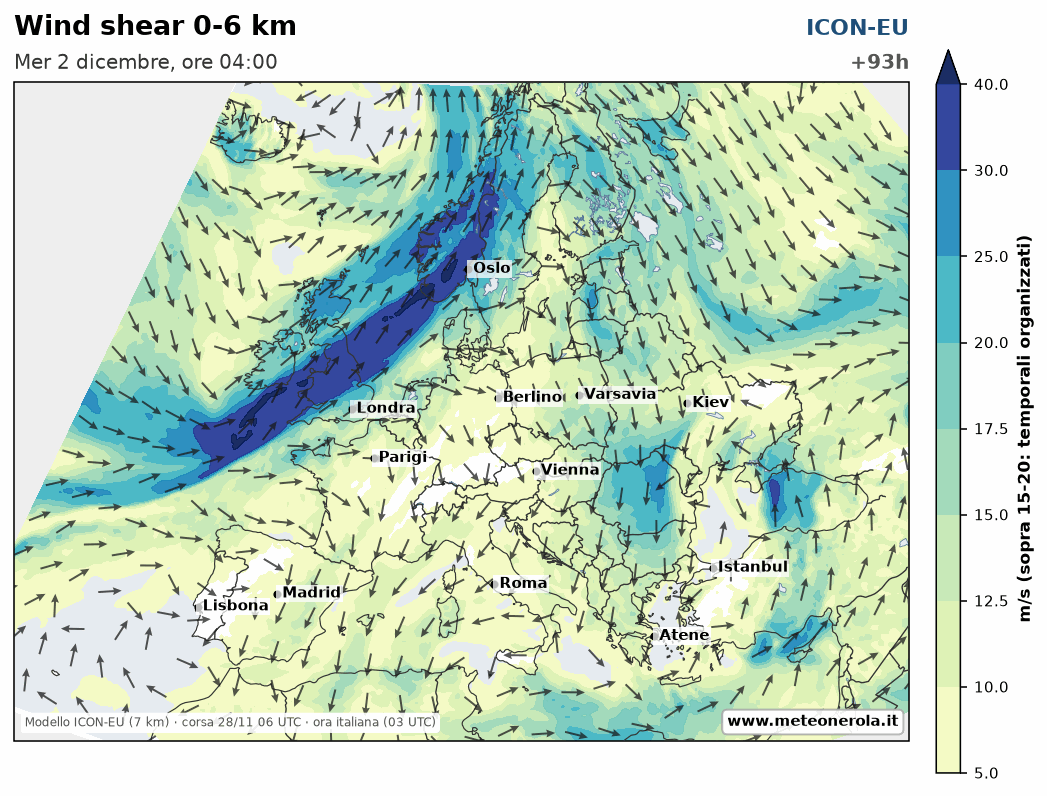 Wind shear 0-6 km
ICON-EU
Mer 2 dicembre, ore 04:00
+93h
40.0
30.0
25.0
20.0
17.5
15.0
12.5
10.0
5.0
m/s (sopra 15-20: temporali organizzati)
Oslo
Londra
Berlino
Varsavia
Kiev
Parigi
Vienna
Istanbul
Roma
Madrid
Lisbona
Atene
Modello ICON-EU (7 km) · corsa 28/11 06 UTC · ora italiana (03 UTC)
www.meteonerola.it